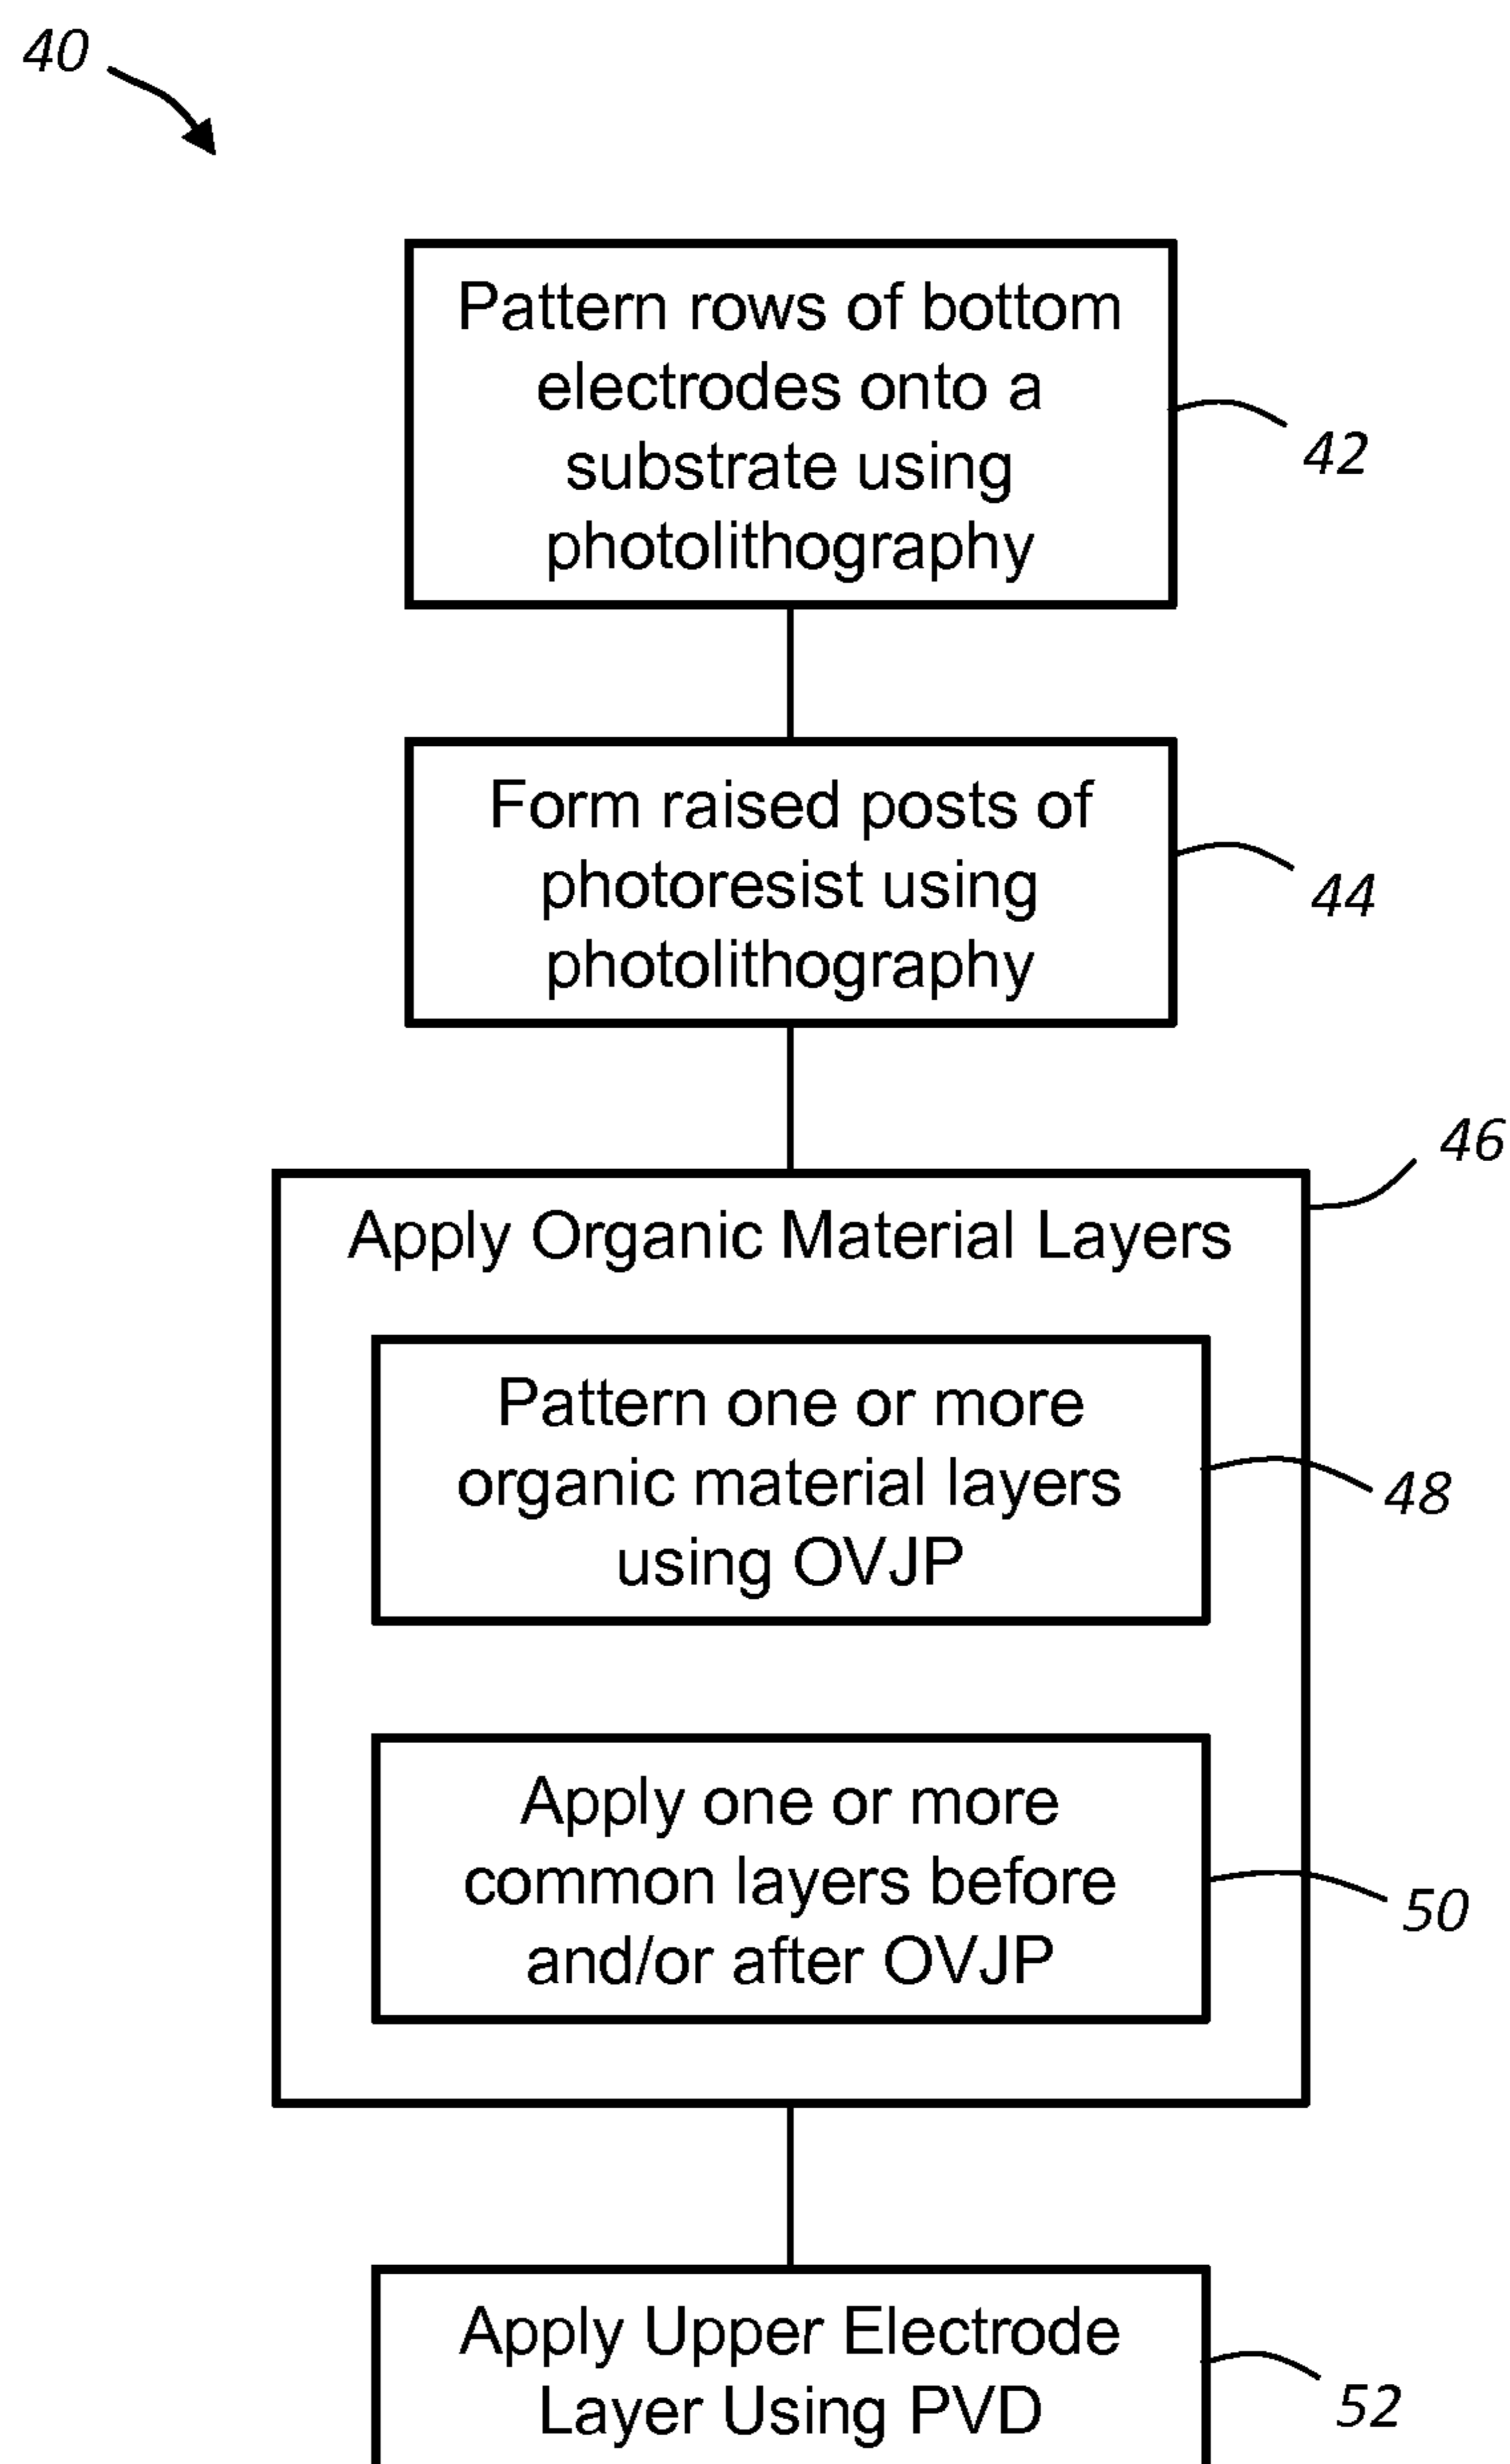 40
Pattern rows of bottom
electrodes onto a
substrate using
photolithography
42
Form raised posts of
photoresist using
photolithography
44
46
Apply Organic Material Layers
Pattern one or more
organic material layers
using OVJP
48
Apply one or more
common layers before
and/or after OVJP
50
Apply Upper Electrode
Layer Using PVD
52